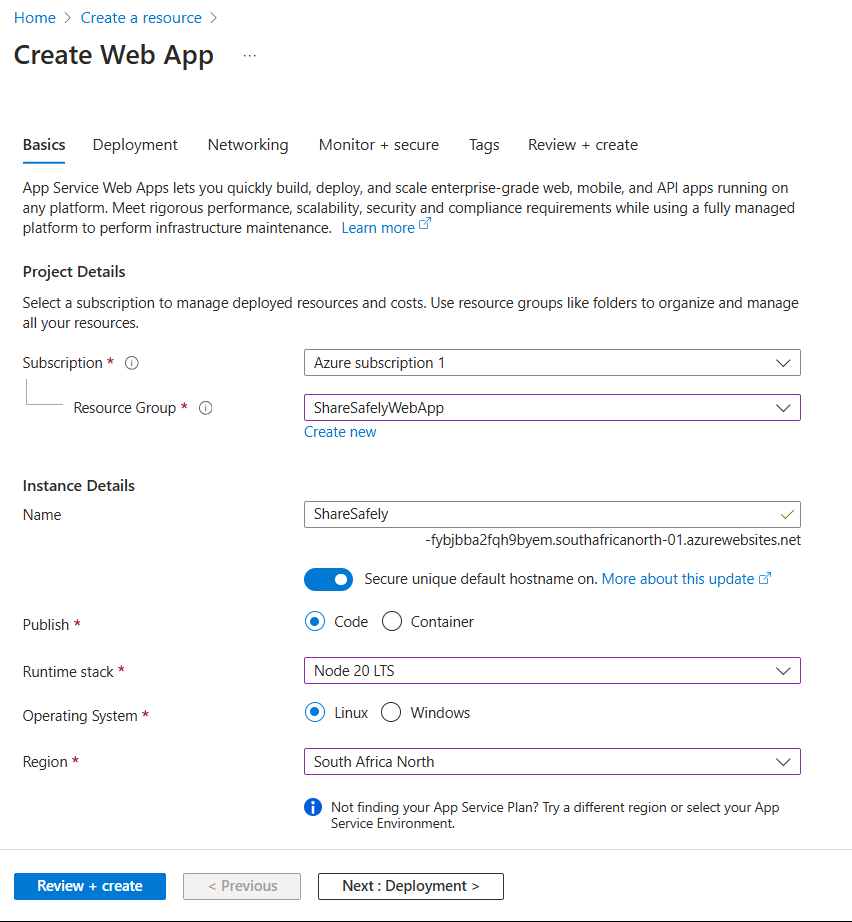 Home > Create a resource >
Create Web App ...
Basics Deployment Networking Monitor + secure Tags Review + create
App Service Web Apps lets you quickly build, deploy, and scale enterprise-grade web, mobile, and API apps running on
any platform. Meet rigorous performance, scalability, security and compliance requirements while using a fully managed
platform to perform infrastructure maintenance. Learn more
Project Details
Select a subscription to manage deployed resources and costs. Use resource groups like folders to organize and manage
all your resources.
Subscription * Azure subscription 1
Resource Group * ShareSafelyWebApp
Create new
Instance Details
Name ShareSafely
-fybjbba2fqh9byem.southafricanorth-01.azurewebsites.net
Secure unique default hostname on. More about this update
Publish * Code Container
Runtime stack * Node 20 LTS
Operating System * Linux Windows
Region * South Africa North
Not finding your App Service Plan? Try a different region or select your App
Service Environment.
Review + create < Previous Next : Deployment >